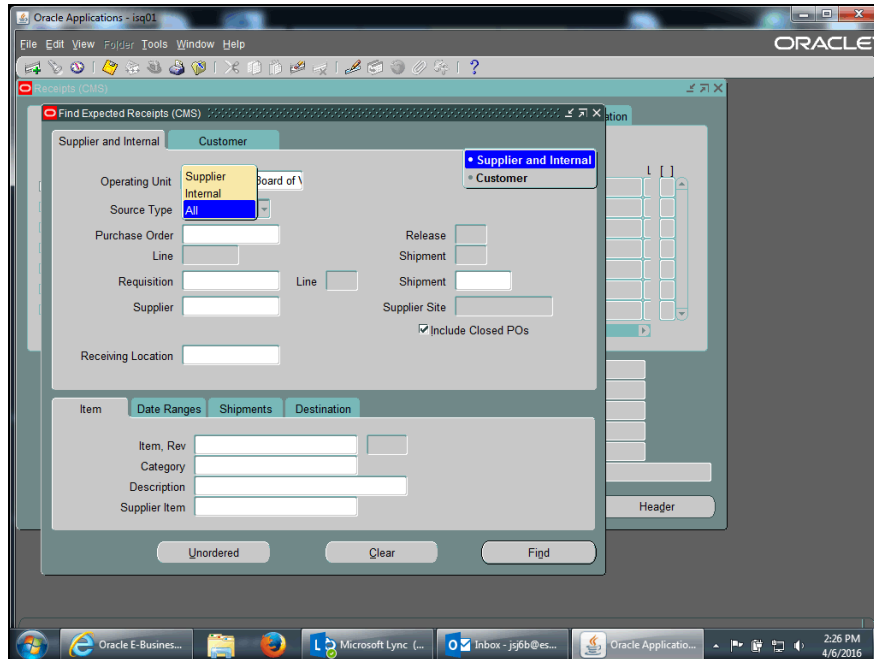 Oracle Applications - isq01
File Edit View Folder Tools Window Help
ORACLE
Receipts (CMS)
Find Expected Receipts (CMS)
Supplier and Internal Customer
Supplier and Internal
Customer
Operating Unit
Board of
Supplier
Internal
All
Source Type
Purchase Order
Release
Line
Shipment
Requisition
Line
Shipment
Supplier
Supplier Site
Include Closed POs
Receiving Location
Item Date Ranges Shipments Destination
Item, Rev
Category
Description
Supplier Item
Header
Unordered Clear Find
Oracle E-Busines...
Microsoft Lync (...
Inbox - jsj6b@es...
Oracle Applicatio...
2:26 PM
4/6/2016